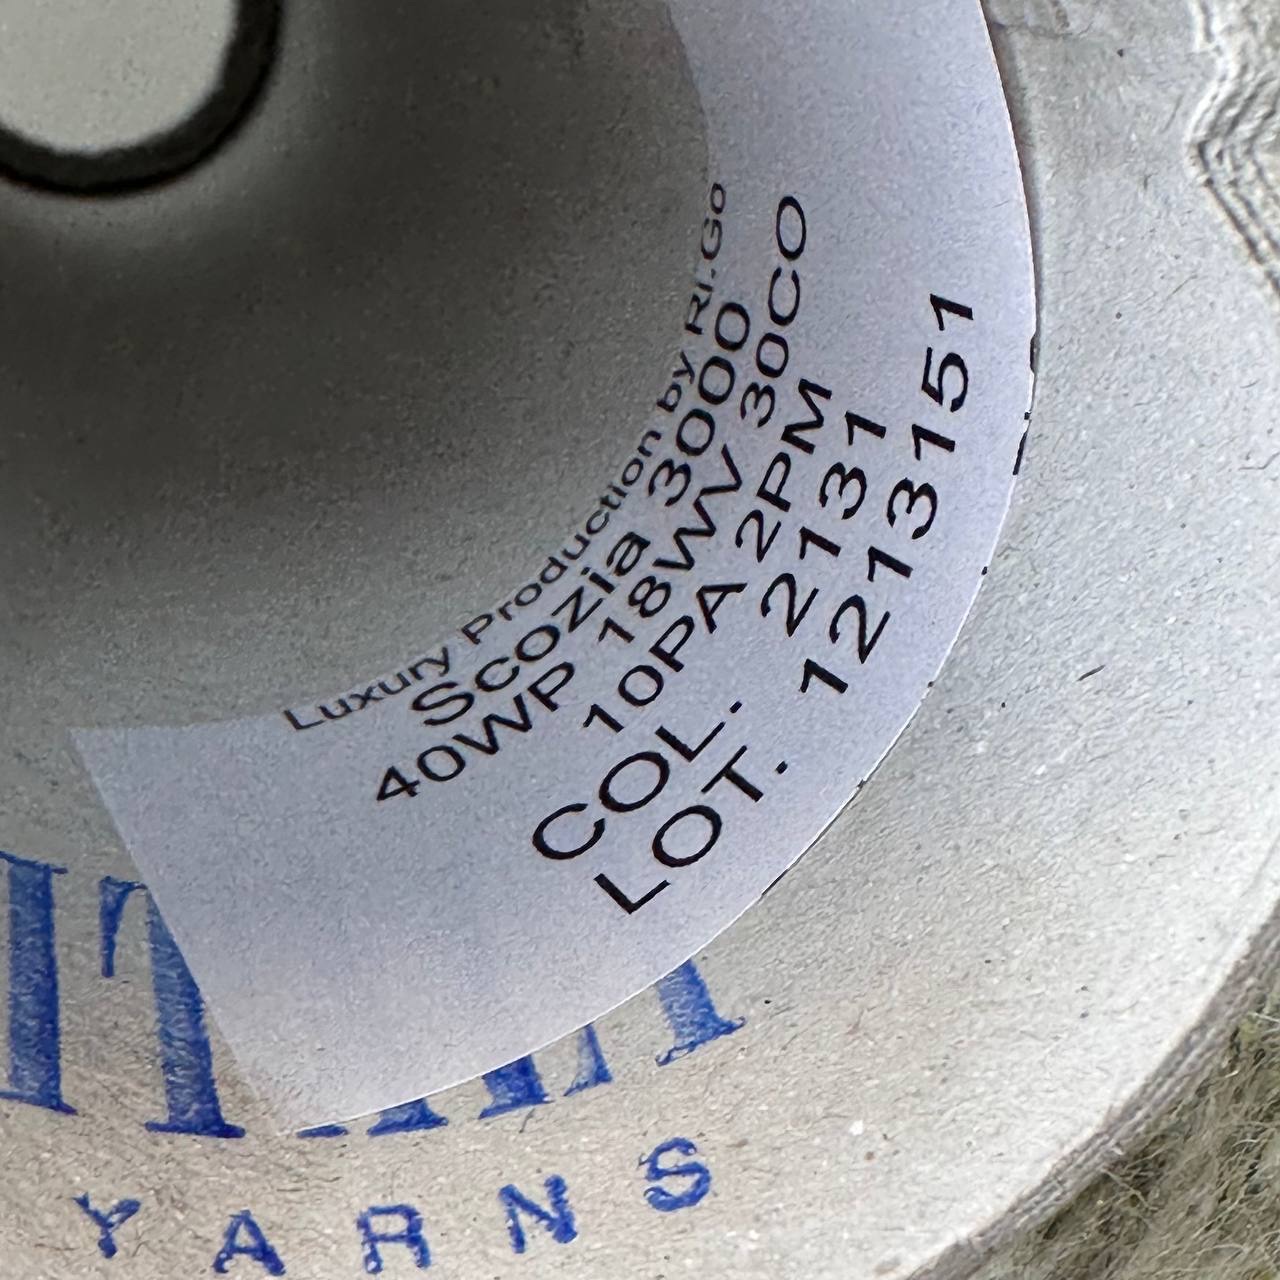 Luxury Production by Ri.Go
Scozia 3000
40WP 18WV 30CO
10PA 2PM
COL. 2131
LOT. 1213151
YARNS